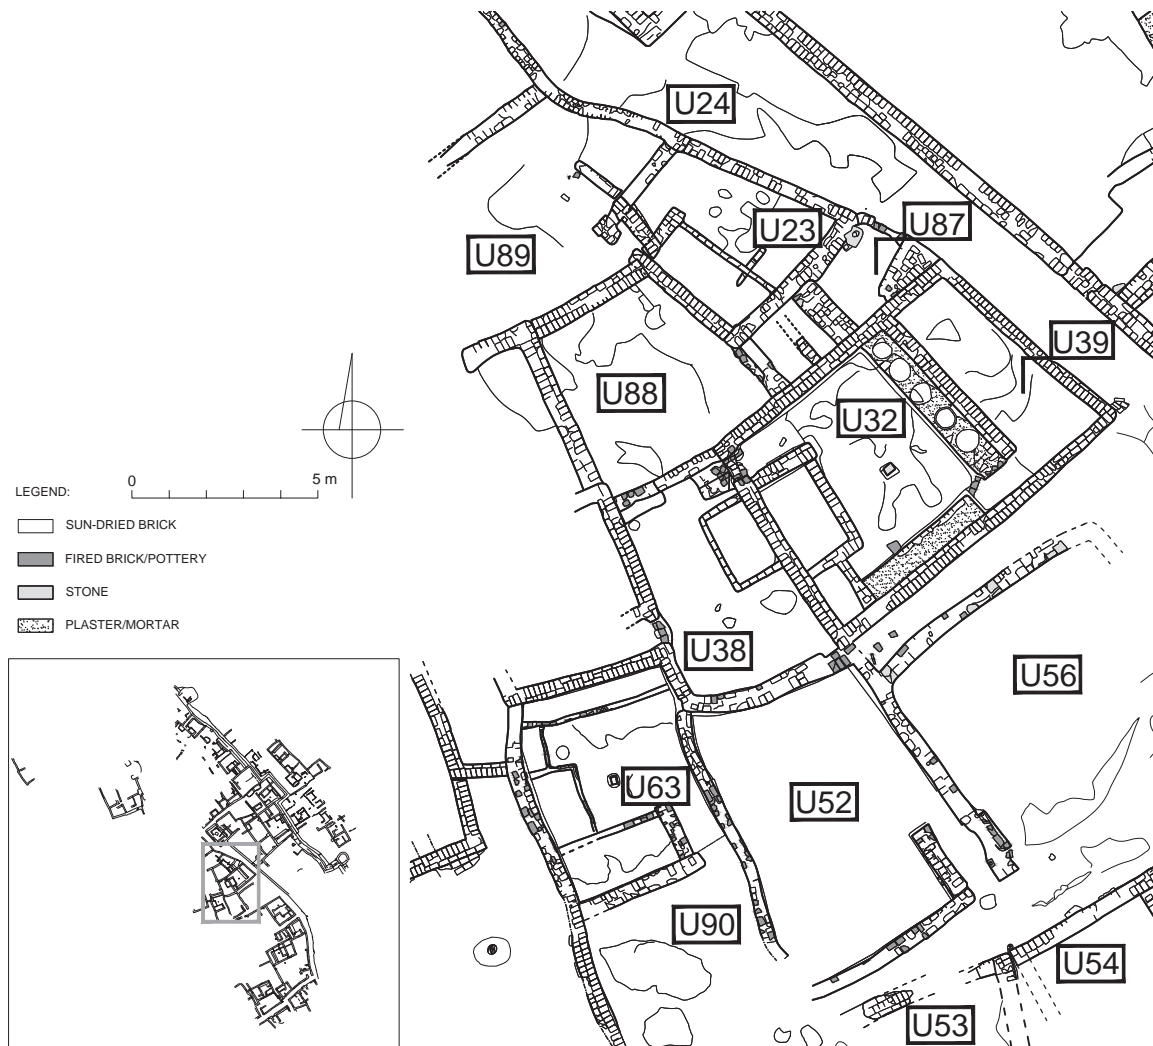 U24
U23
U87
U89
U39
U88
U32
0
5 m
LEGEND:
SUN-DRIED BRICK
FIRED BRICK/POTTERY
STONE
PLASTER/MORTAR
U38
U56
U63
U52
U90
U54
U53